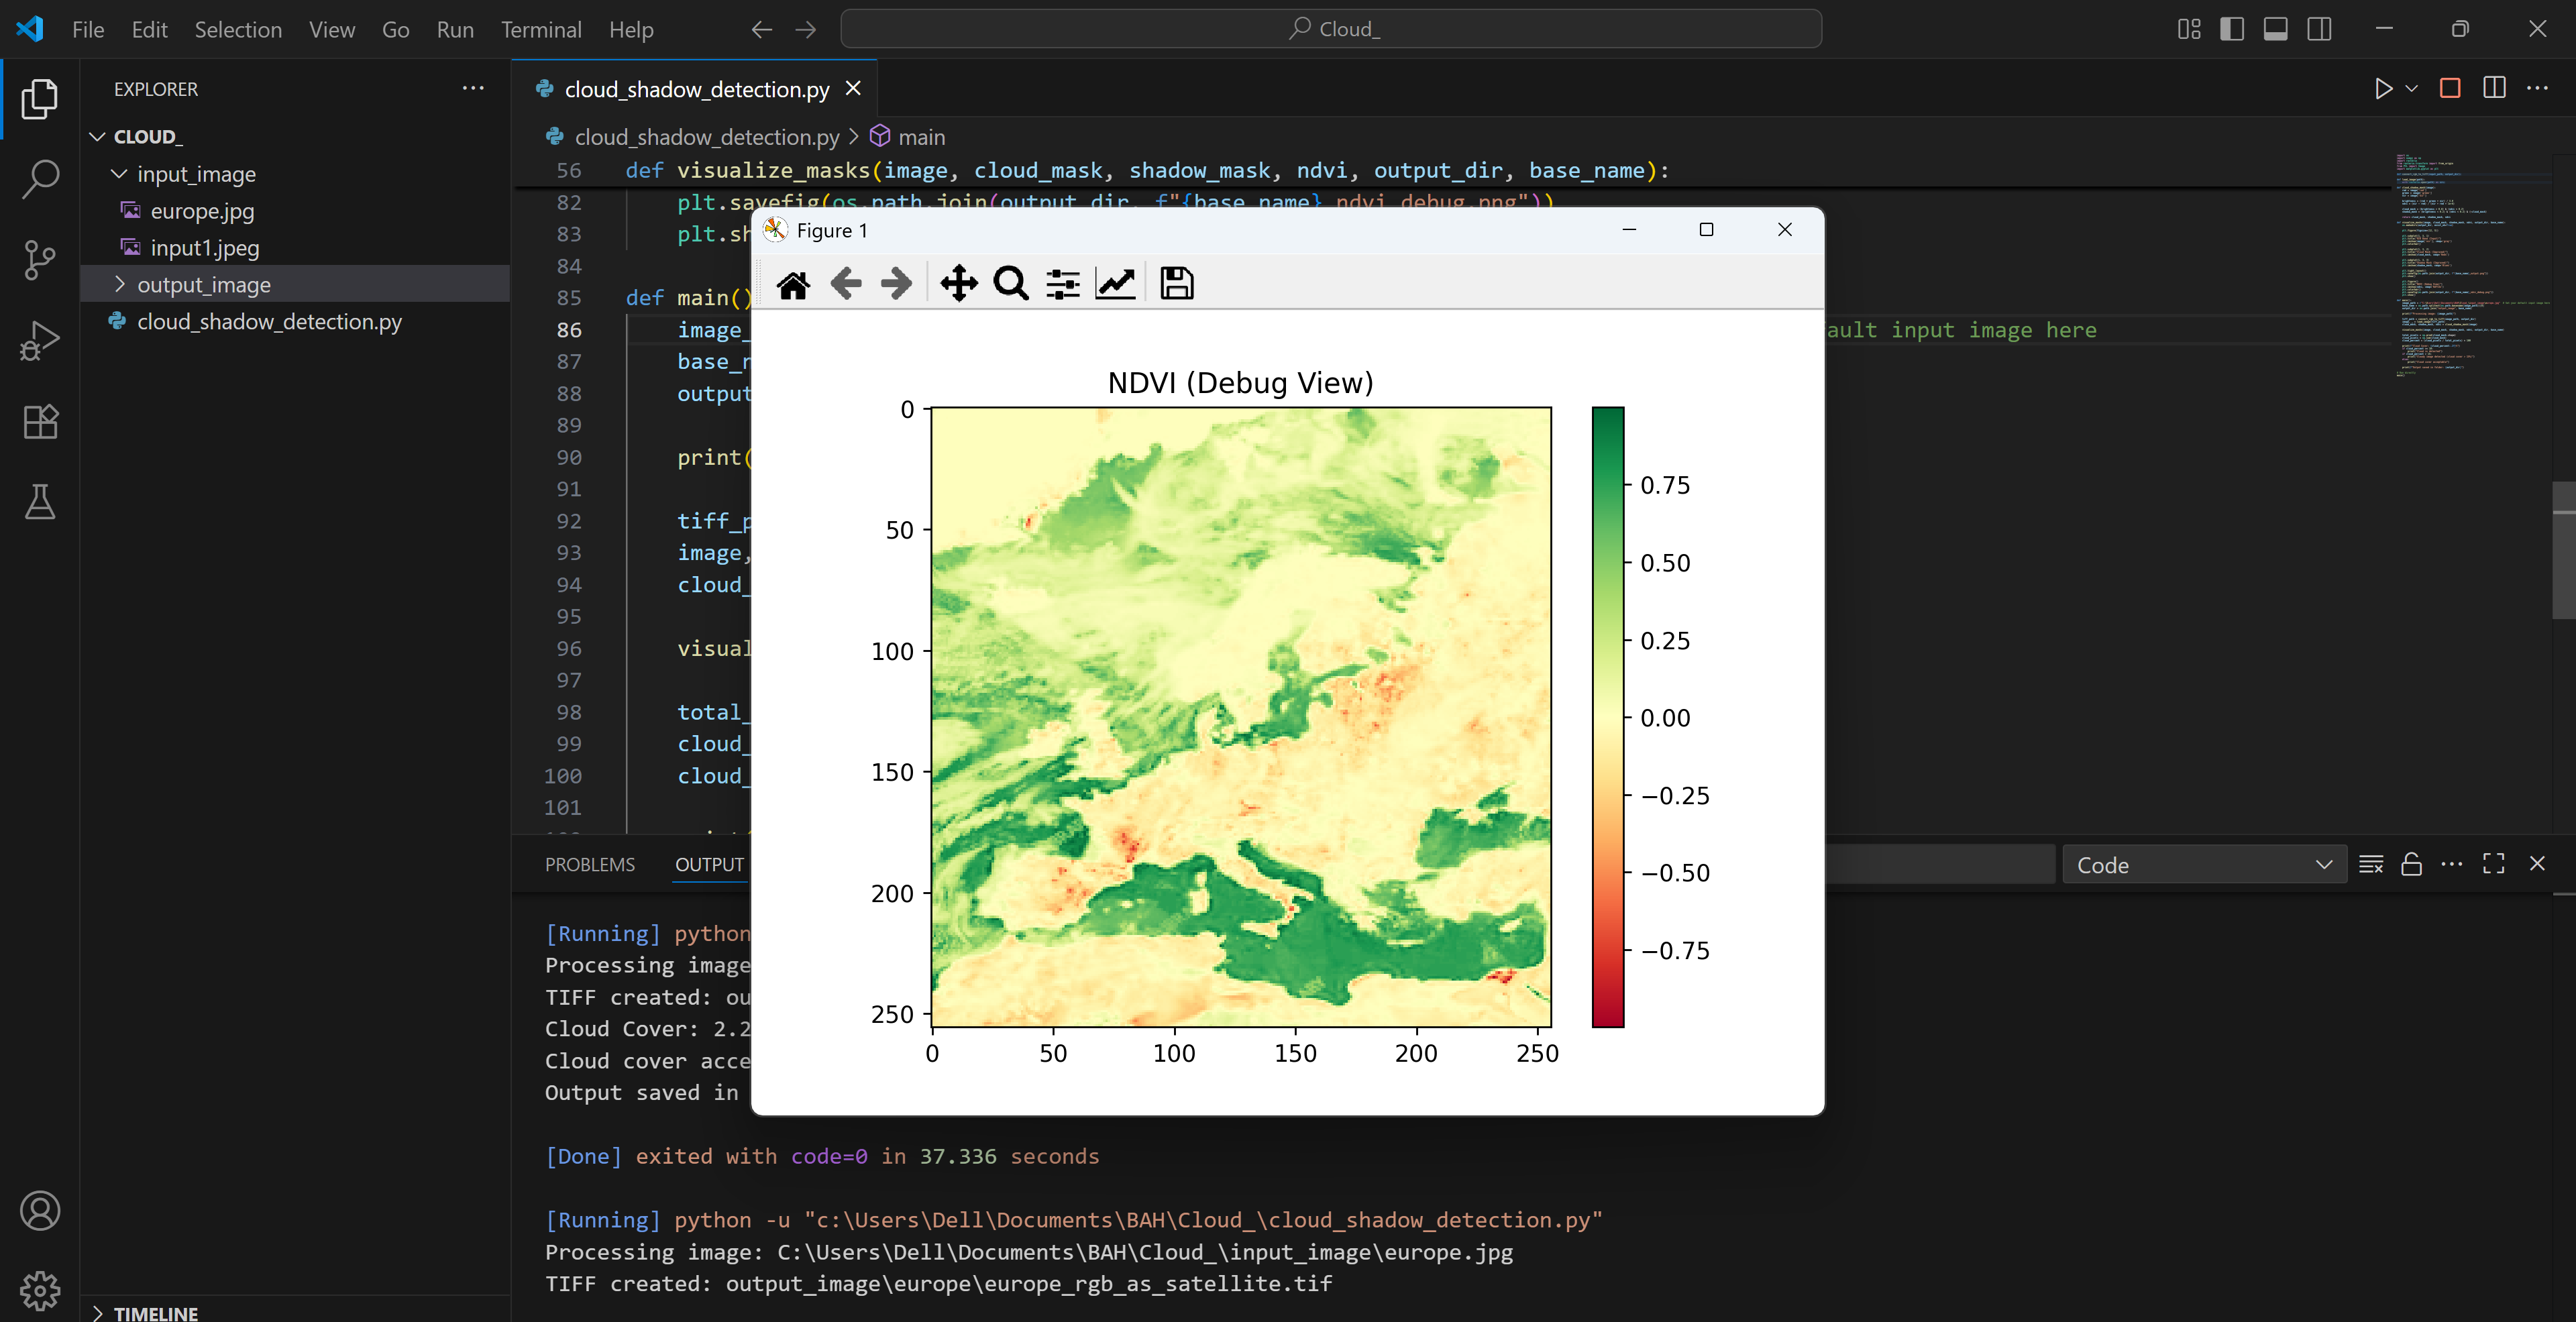 File Edit Selection View Go Run Terminal Help
Cloud_
EXPLORER
CLOUD_
input_image
europe.jpg
input1.jpeg
output_image
cloud_shadow_detection.py
TIMELINE
cloud_shadow_detection.py
cloud_shadow_detection.py > main
56 def visualize_masks(image, cloud_mask, shadow_mask, ndvi, output_dir, base_name):
82 plt.savefig(os.path.join(output_dir, f"{base_name}_ndvi_debug.png"))
83 plt.sh
84
85 def main()
86 image_ ault input image here
87 base_n
88 output
89
90 print(
91
92 tiff_p
93 image,
94 cloud_
95
96 visual
97
98 total_
99 cloud_
100 cloud_
101
Figure 1
NDVI (Debug View)
0
50
100
150
200
250
0 50 100 150 200 250
0.75
0.50
0.25
0.00
−0.25
−0.50
−0.75
PROBLEMS OUTPUT
Code
[Running] python
Processing image
TIFF created: ou
Cloud Cover: 2.2
Cloud cover acce
Output saved in
[Done] exited with code=0 in 37.336 seconds
[Running] python -u "c:\Users\Dell\Documents\BAH\Cloud_\cloud_shadow_detection.py"
Processing image: C:\Users\Dell\Documents\BAH\Cloud_\input_image\europe.jpg
TIFF created: output_image\europe\europe_rgb_as_satellite.tif